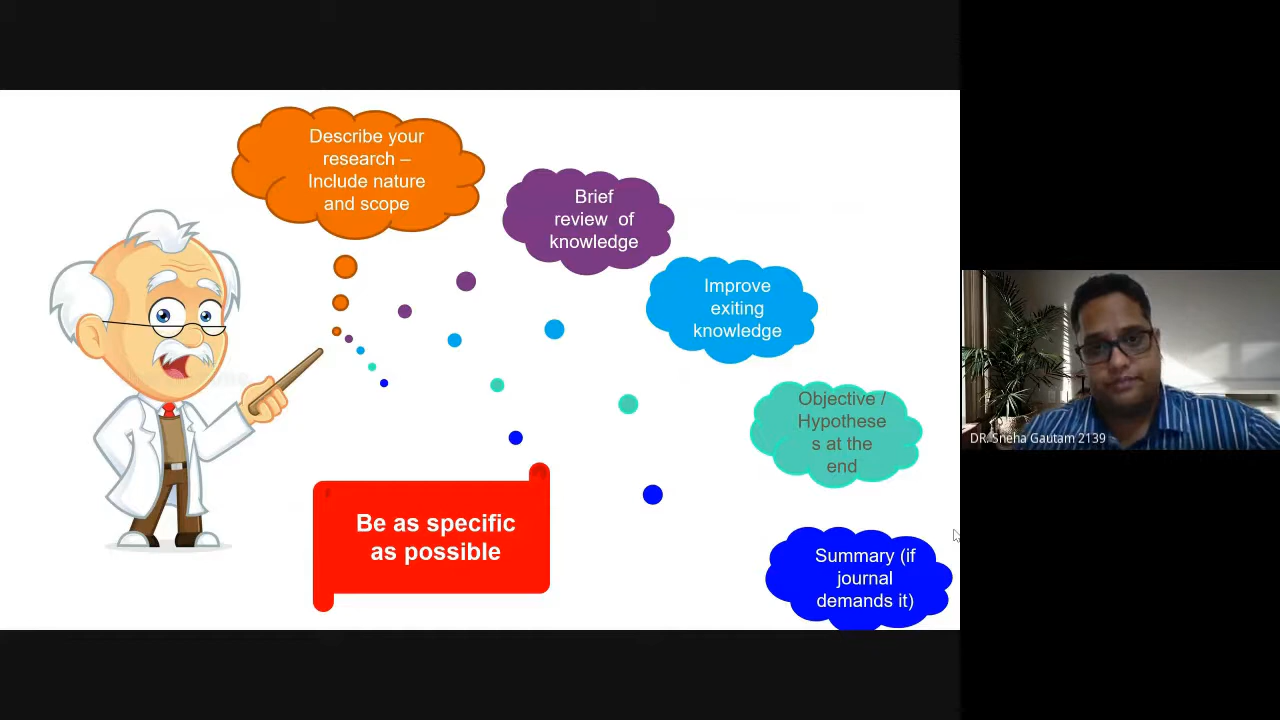 Describe your
research –
Include nature
and scope
Brief
review of
knowledge
Improve
exiting
knowledge
Objective /
Hypothese
s at the
end
Summary (if
journal
demands it)
Be as specific
as possible
DR. Sneha Gautam 2139